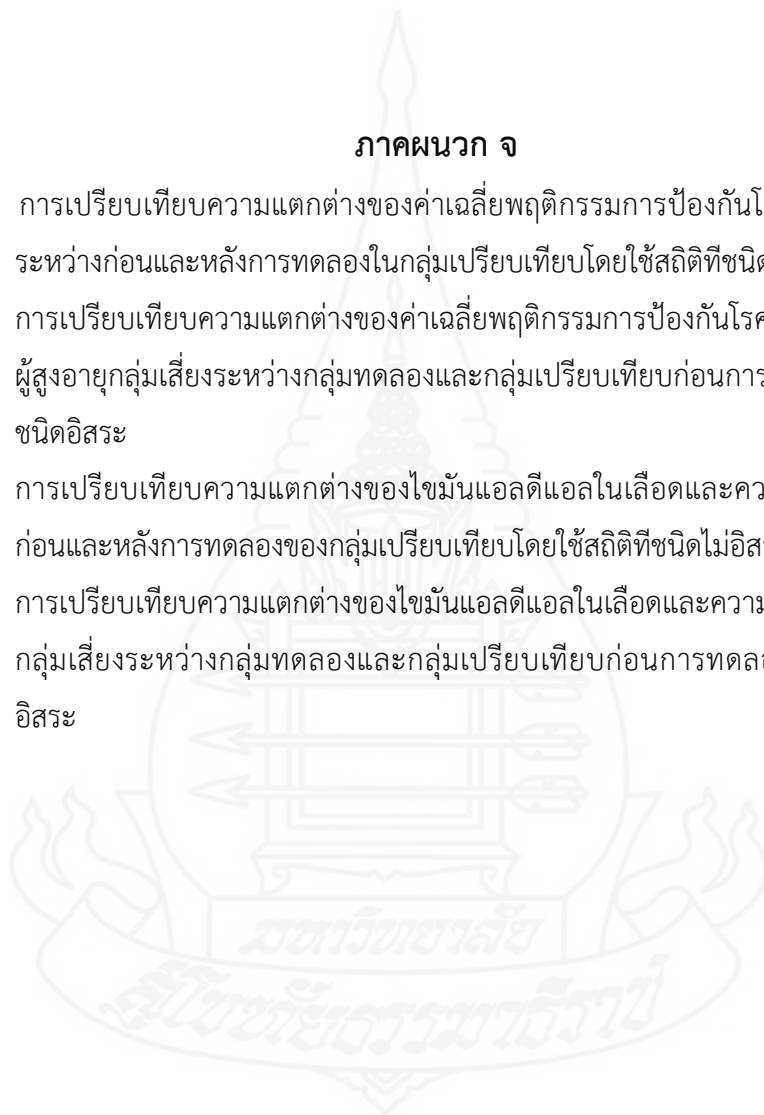 ภาคผนวก จ
การเปรียบเทียบความแตกต่างของค่าเฉลี่ยพฤติกรรมการป้องกัน
ระหว่างก่อนและหลังการทดลองในกลุ่มเปรียบเทียบโดยใช้สถิติทีชนิด
การเปรียบเทียบความแตกต่างของค่าเฉลี่ยพฤติกรรมการป้องกันโรค
ผู้สูงอายุกลุ่มเสี่ยงระหว่างกลุ่มทดลองและกลุ่มเปรียบเทียบก่อนการ
ชนิดอิสระ
การเปรียบเทียบความแตกต่างของไขมันแอลดีแอลในเลือดและ
ก่อนและหลังการทดลองของกลุ่มเปรียบเทียบโดยใช้สถิติทีชนิดไม่
การเปรียบเทียบความแตกต่างของไขมันแอลดีแอลในเลือดและความ
กลุ่มเสี่ยงระหว่างกลุ่มทดลองและกลุ่มเปรียบเทียบก่อนการ
อิสระ
มหาวิทยาลัย
สุโขทัยธรรมาธิราช